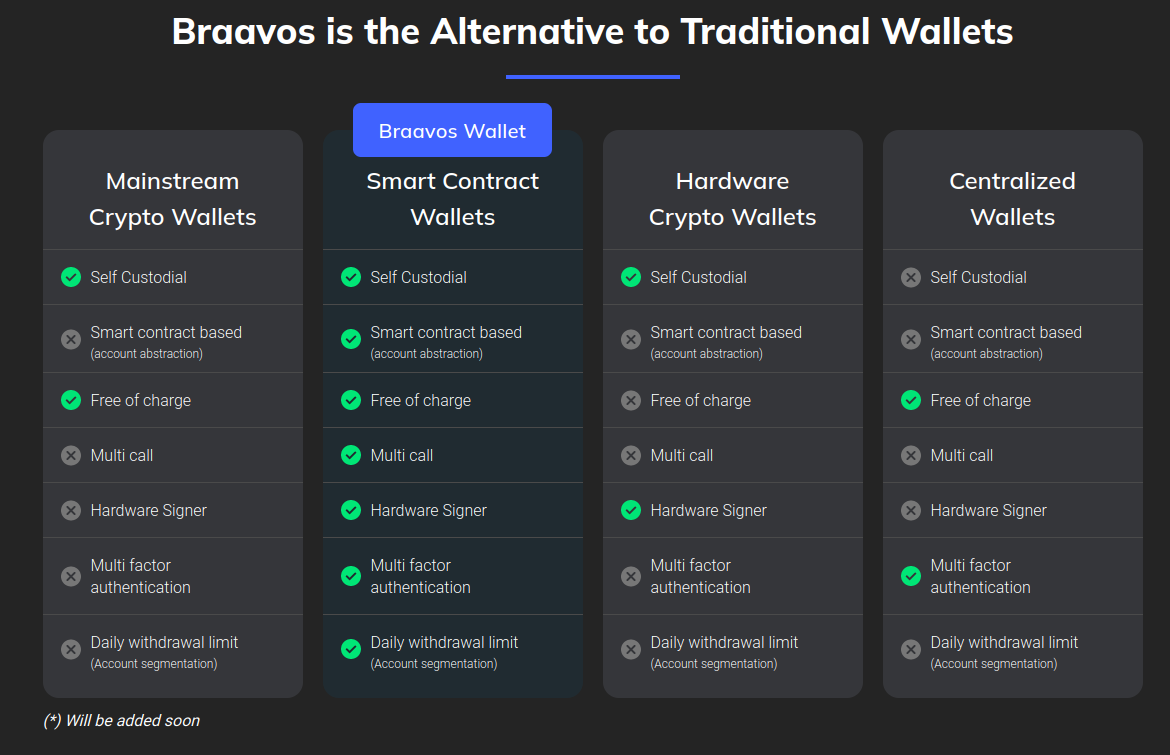 Braavos is the Alternative to Traditional Wallets
Mainstream
Crypto Wallets
Self Custodial
Smart contract based
(account abstraction)
Free of charge
Multi call
Hardware Signer
Multi factor
authentication
Daily withdrawal limit
(Account segmentation)
Braavos Wallet
Smart Contract
Wallets
Self Custodial
Smart contract based
(account abstraction)
Free of charge
Multi call
Hardware Signer
Multi factor
authentication
Daily withdrawal limit
(Account segmentation)
Hardware
Crypto Wallets
Self Custodial
Smart contract based
(account abstraction)
Free of charge
Multi call
Hardware Signer
Multi factor
authentication
Daily withdrawal limit
(Account segmentation)
Centralized
Wallets
Self Custodial
Smart contract based
(account abstraction)
Free of charge
Multi call
Hardware Signer
Multi factor
authentication
Daily withdrawal limit
(Account segmentation)
(*) Will be added soon